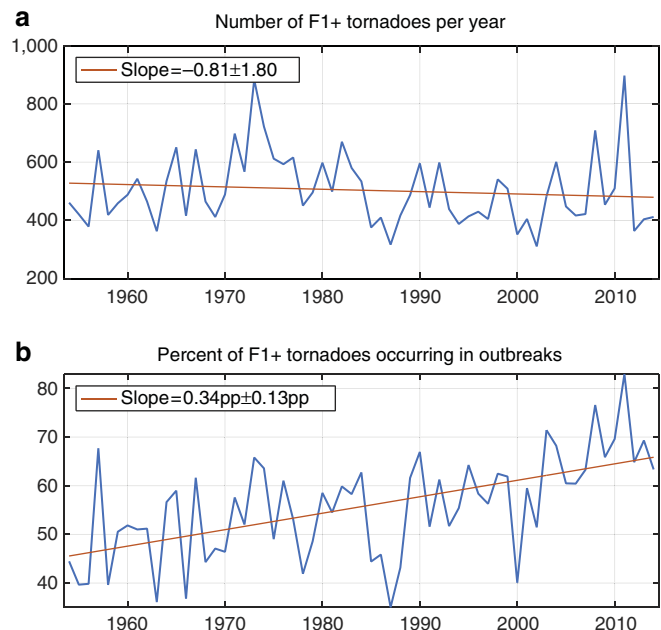 a
Number of F1+ tornadoes per year
Slope=−0.81±1.80
1,000
800
600
400
200
1960 1970 1980 1990 2000 2010
b
Percent of F1+ tornadoes occurring in outbreaks
Slope=0.34pp±0.13pp
80
70
60
50
40
1960 1970 1980 1990 2000 2010